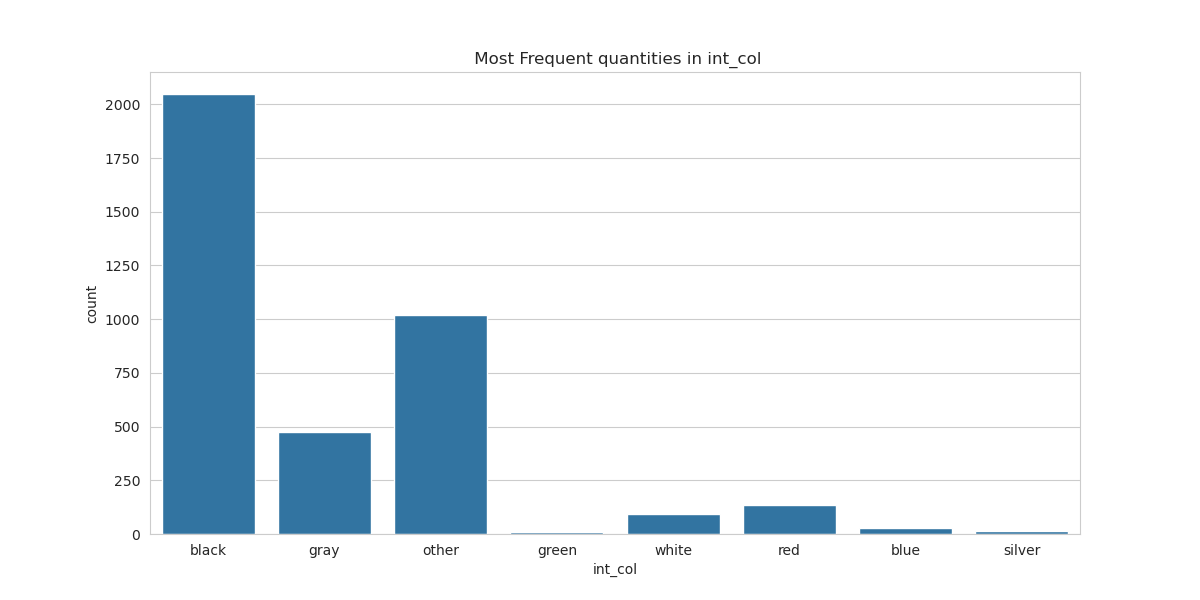 Most Frequent quantities in int_col
2000
1750
1500
1250
1000
750
500
250
0
count
black gray other green white red blue silver
int_col